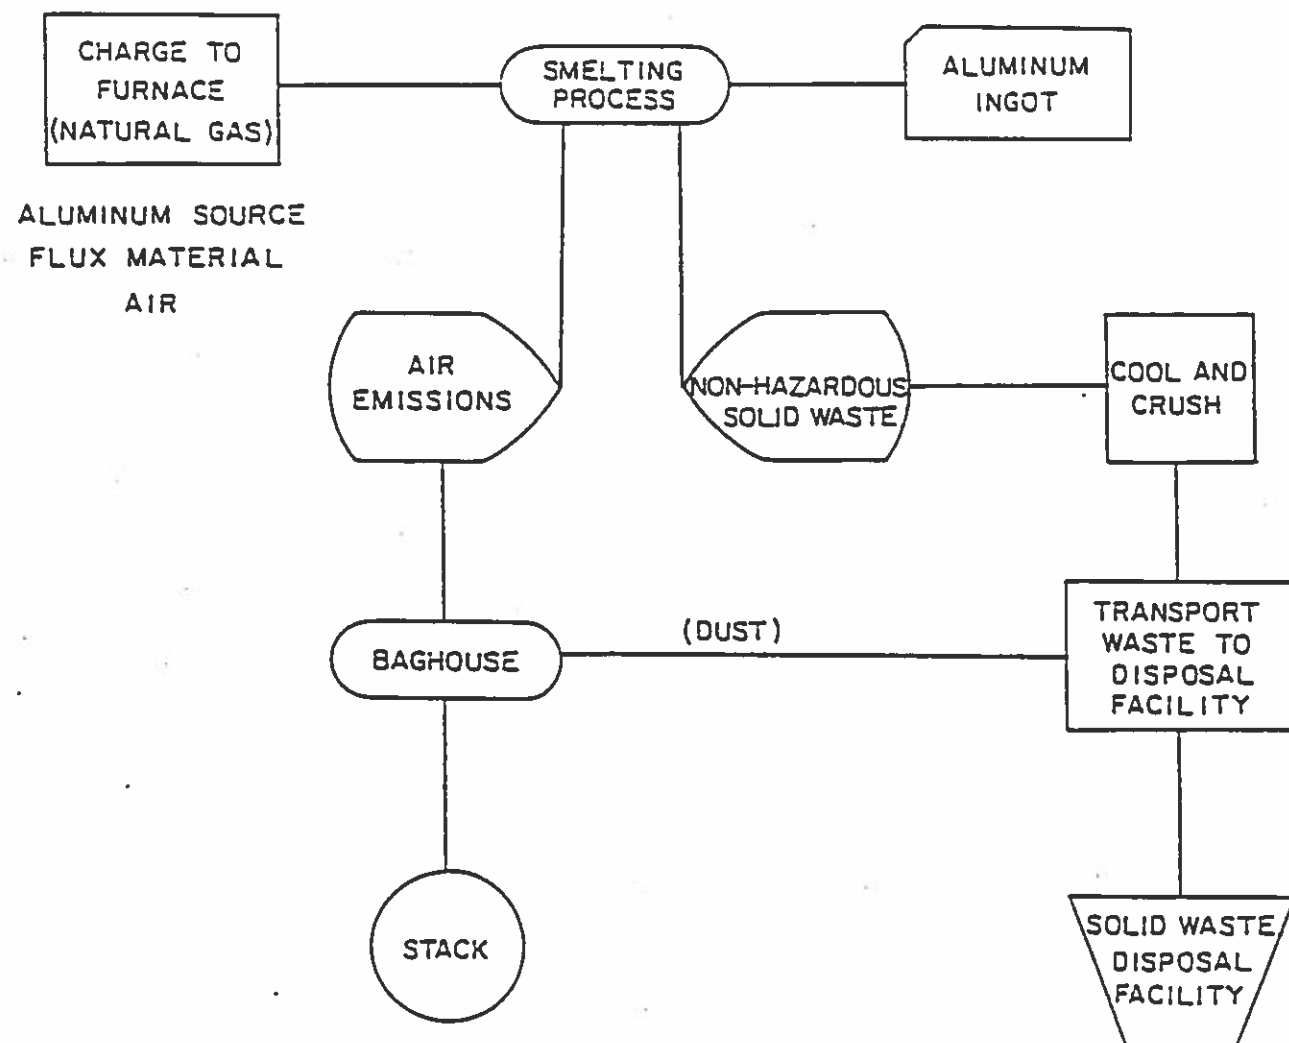 CHARGE TO
FURNACE
(NATURAL GAS)
SMELTING
PROCESS
ALUMINUM
INGOT
ALUMINUM SOURCE
FLUX MATERIAL
AIR
AIR
EMISSIONS
NON-HAZARDOUS
SOLID WASTE
COOL AND
CRUSH
BAGHOUSE
(DUST)
TRANSPORT
WASTE TO
DISPOSAL
FACILITY
STACK
SOLID WASTE
DISPOSAL
FACILITY